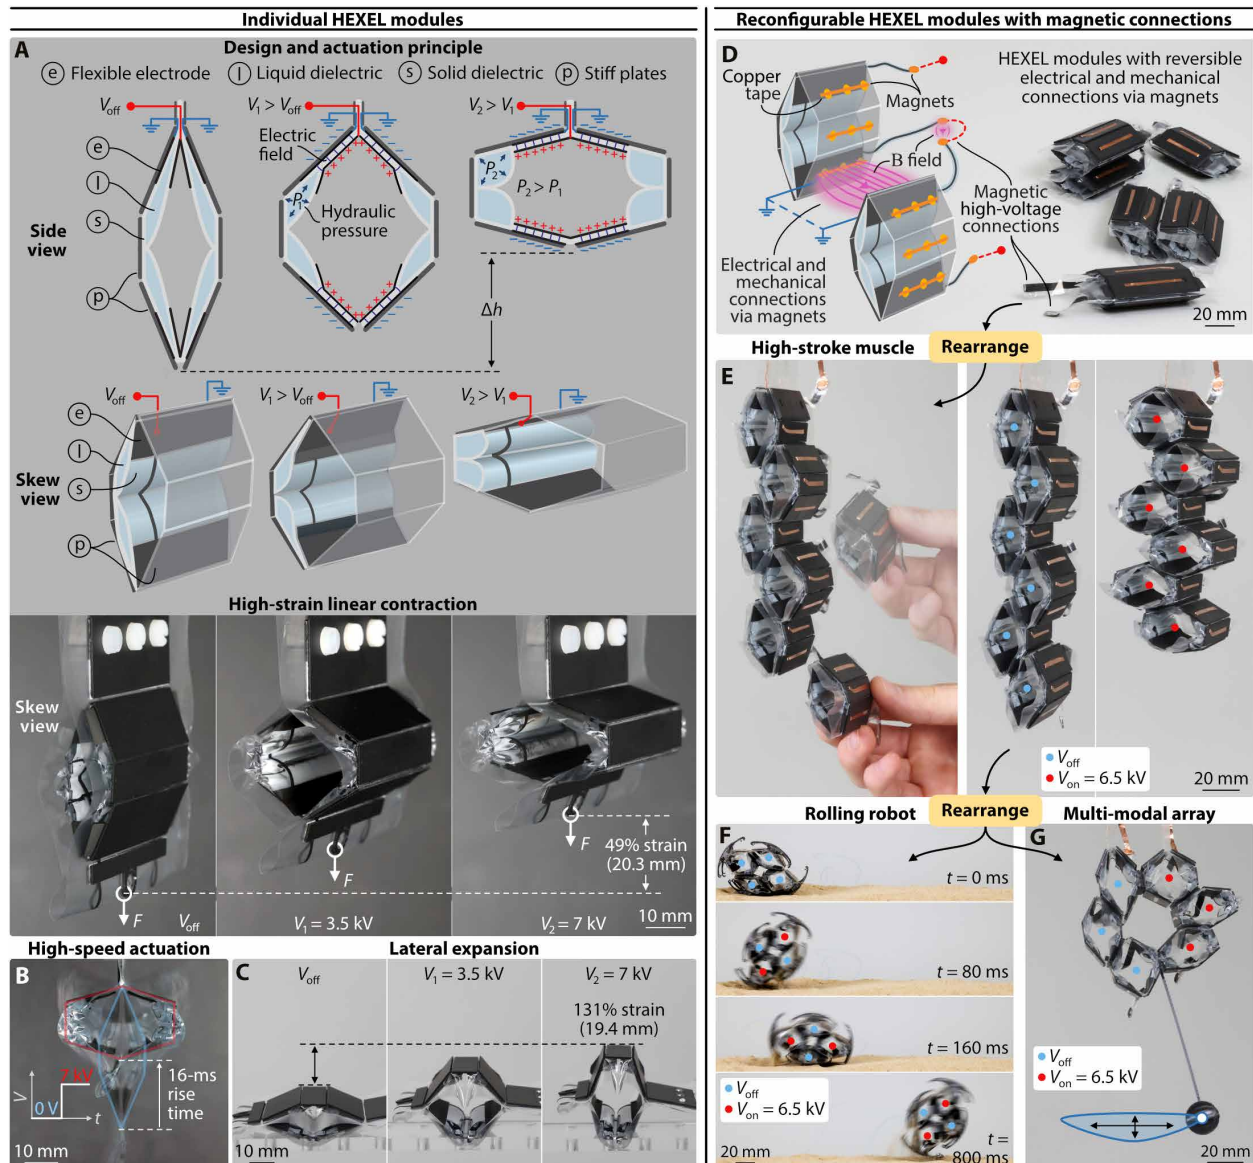 Individual HEXEL modules
Reconfigurable HEXEL modules with magnetic connections
A
Design and actuation principle
e Flexible electrode
l Liquid dielectric
s Solid dielectric
p Stiff plates
Voff
V1 > Voff
V2 > V1
Electric
field
P1
P2
P2 > P1
Hydraulic
pressure
e
l
s
p
Side
view
Δh
Voff
V1 > Voff
V2 > V1
e
l
s
p
Skew
view
High-strain linear contraction
Skew
view
F
Voff
F
V1 = 3.5 kV
F
49% strain
(20.3 mm)
V2 = 7 kV
10 mm
High-speed actuation
B
V
7 kV
0 V
t
16-ms
rise
time
10 mm
Lateral expansion
C
Voff
V1 = 3.5 kV
V2 = 7 kV
131% strain
(19.4 mm)
10 mm
D
Copper
tape
Magnets
B field
Magnetic
high-voltage
connections
Electrical and
mechanical
connections
via magnets
HEXEL modules with reversible
electrical and mechanical
connections via magnets
20 mm
Rearrange
High-stroke muscle
E
Voff
Von = 6.5 kV
20 mm
Rearrange
Rolling robot
F
t = 0 ms
t = 80 ms
t = 160 ms
Voff
Von = 6.5 kV
20 mm
t =
800 ms
Multi-modal array
G
Voff
Von = 6.5 kV
20 mm